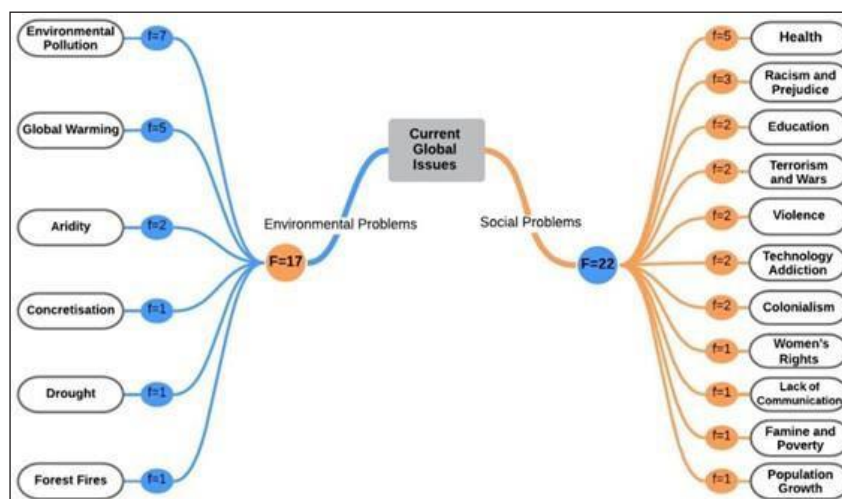 Current
Global
Issues
Environmental Problems
F=17
Environmental
Pollution
f=7
Global Warming
f=5
Aridity
f=2
Concretisation
f=1
Drought
f=1
Forest Fires
f=1
Social Problems
F=22
f=5
Health
f=3
Racism and
Prejudice
f=2
Education
f=2
Terrorism
and Wars
f=2
Violence
f=2
Technology
Addiction
f=2
Colonialism
f=1
Women's
Rights
f=1
Lack of
Communication
f=1
Famine and
Poverty
f=1
Population
Growth